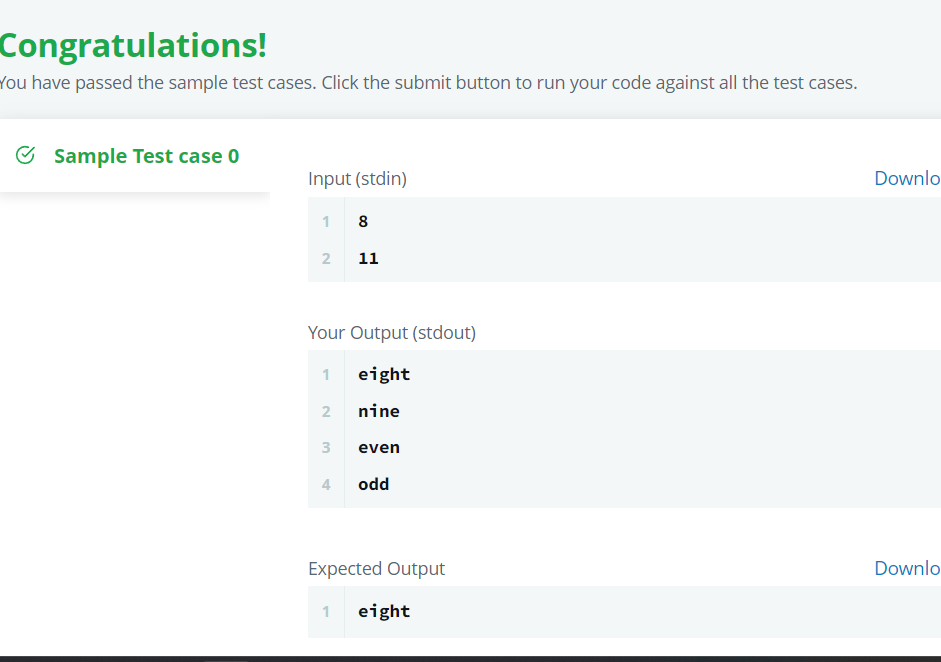 Congratulations!
You have passed the sample test cases. Click the submit button to run your code against all the test cases.
Sample Test case 0
Input (stdin)
Downlo
1 8
2 11
Your Output (stdout)
1 eight
2 nine
3 even
4 odd
Expected Output
Downlo
1 eight